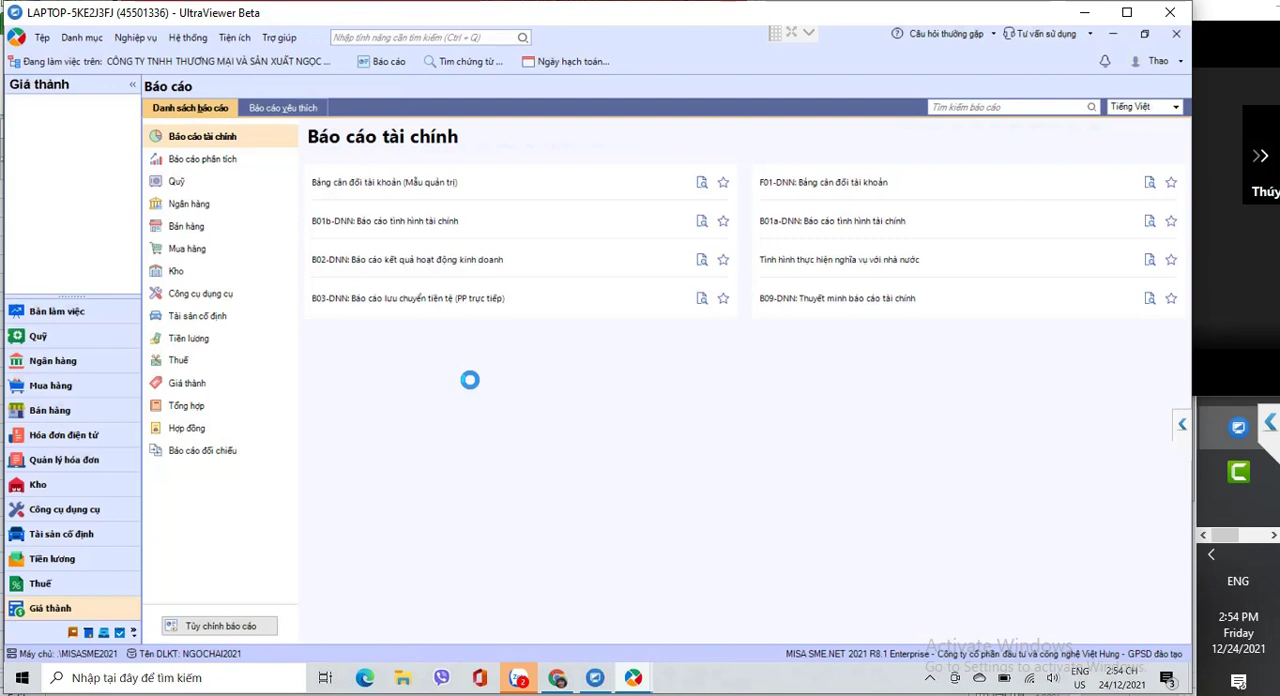 LAPTOP-5KE2J3FJ (45501336) - UltraViewer Beta
Tệp Danh mục Nghiệp vụ Hệ thống Tiện ích Trợ giúp Nhập tính năng cần tìm kiếm (Ctrl + Q) Câu hỏi thường gặp Tư vấn sử dụng
Đang làm việc trên: CÔNG TY TNHH THƯƠNG MẠI VÀ SẢN XUẤT NGỌC ... Báo cáo Tìm chứng từ ... Ngày hạch toán... Thao
Giá thành
Báo cáo
Danh sách báo cáo Báo cáo yêu thích Tìm kiếm báo cáo Tiếng Việt
Báo cáo tài chính
Báo cáo phân tích
Quỹ
Ngân hàng
Bán hàng
Mua hàng
Kho
Công cụ dụng cụ
Tài sản cố định
Tiền lương
Thuế
Giá thành
Tổng hợp
Hợp đồng
Báo cáo đối chiếu
Tùy chỉnh báo cáo
Báo cáo tài chính
Bảng cân đối tài khoản (Mẫu quản trị) F01-DNN: Bảng cân đối tài khoản
B01b-DNN: Báo cáo tình hình tài chính B01a-DNN: Báo cáo tình hình tài chính
B02-DNN: Báo cáo kết quả hoạt động kinh doanh Tình hình thực hiện nghĩa vụ với nhà nước
B03-DNN: Báo cáo lưu chuyển tiền tệ (PP trực tiếp) B09-DNN: Thuyết minh báo cáo tài chính
Bàn làm việc
Quỹ
Ngân hàng
Mua hàng
Bán hàng
Hóa đơn điện tử
Quản lý hóa đơn
Kho
Công cụ dụng cụ
Tài sản cố định
Tiền lương
Thuế
Giá thành
Máy chủ: .\MISASME2021 Tên DLKT: NGOCHAI2021 MISA SME.NET 2021 R8.1 Enterprise - Công ty cổ phần đầu tư và công nghệ Việt Hưng - GPSD đào tạo
Activate Windows
Go to Settings to activate Windows.
Nhập tại đây để tìm kiếm
2
ENG
US
2:54 CH
24/12/2021
3
Thúy
ENG
2:54 PM
Friday
12/24/2021